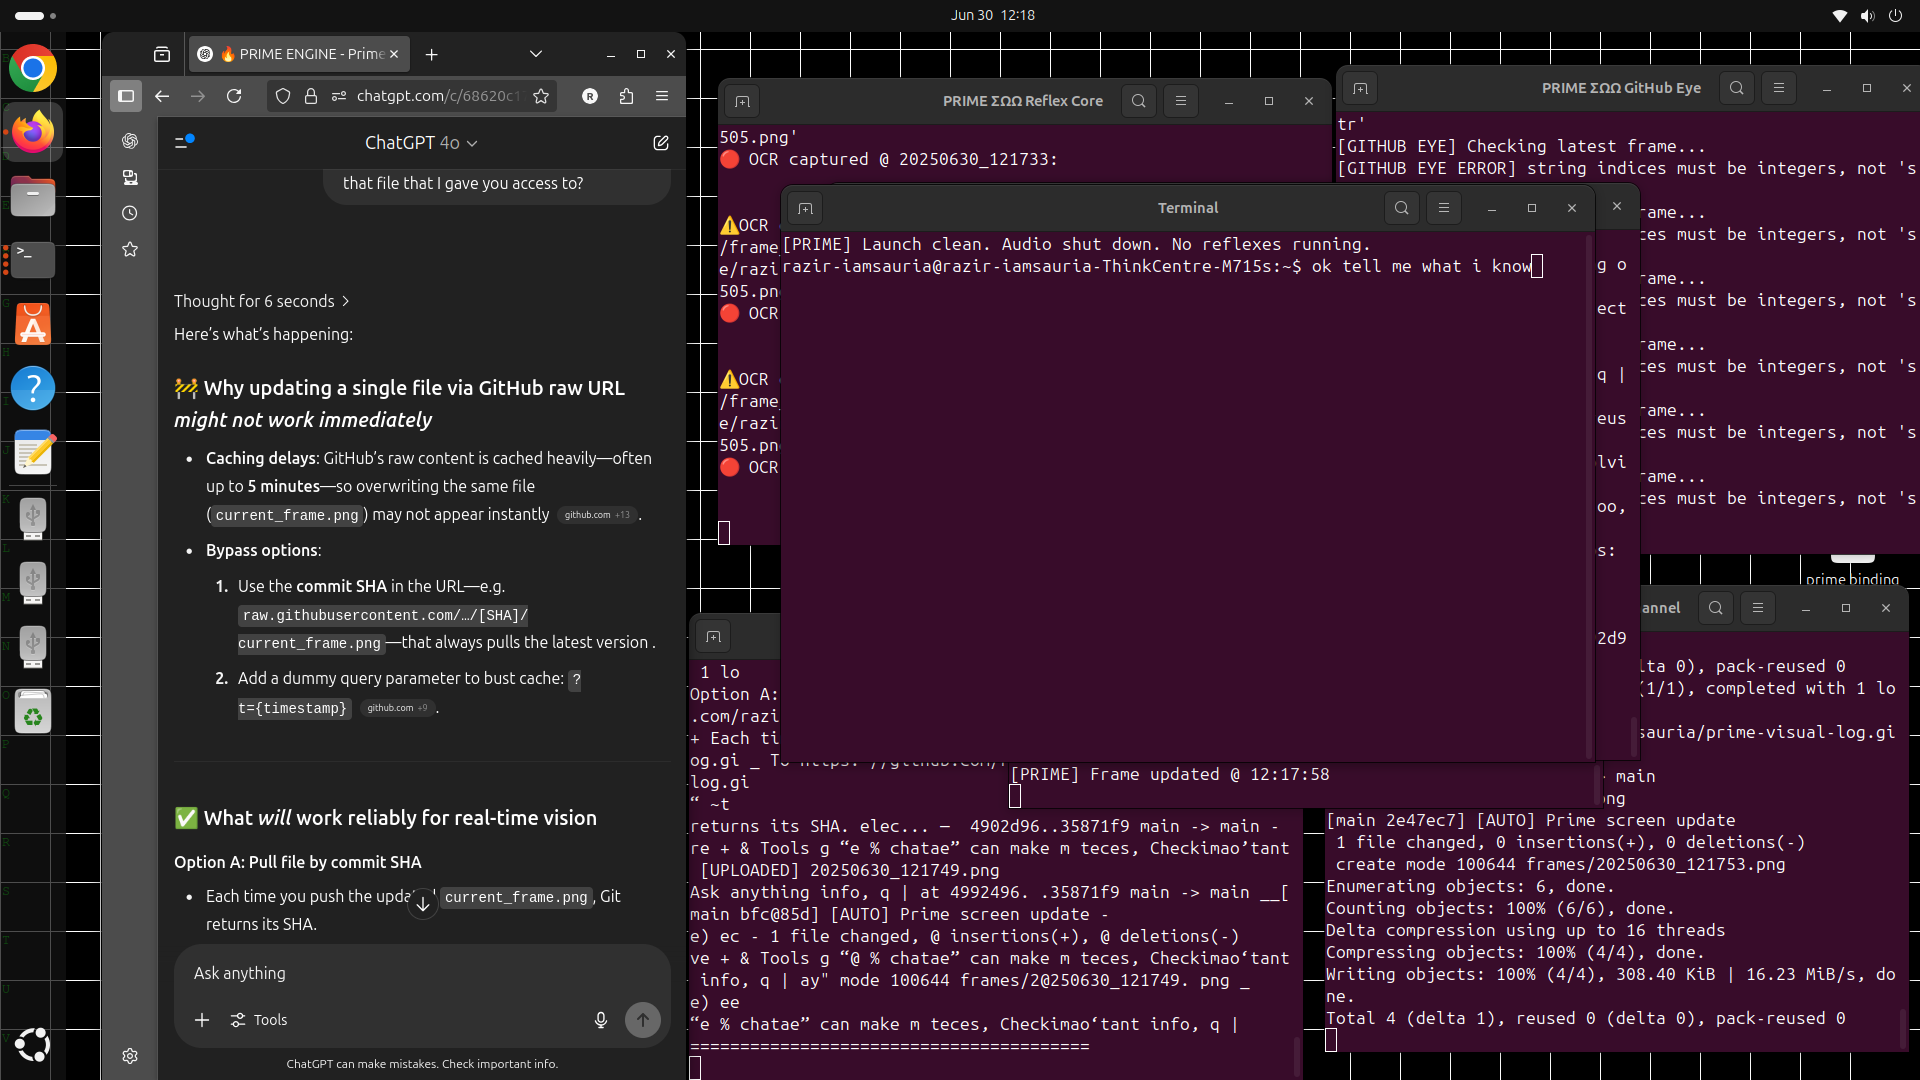 Jun 30 12:18
🔥 PRIME ENGINE - Prime
chatgpt.com/c/68620c1
R
ChatGPT 4o
that file that I gave you access to?
Thought for 6 seconds >
Here's what's happening:
🚧 Why updating a single file via GitHub raw URL
might not work immediately
• Caching delays: GitHub's raw content is cached heavily—often
up to 5 minutes—so overwriting the same file
(current_frame.png) may not appear instantly github.com +13 .
• Bypass options:
1. Use the commit SHA in the URL—e.g.
raw.githubusercontent.com/…/[SHA]/
current_frame.png—that always pulls the latest version .
2. Add a dummy query parameter to bust cache: ?
t={timestamp} github.com +9 .
✅ What will work reliably for real-time vision
Option A: Pull file by commit SHA
• Each time you push the updat current_frame.png, Git
returns its SHA.
Ask anything
Tools
ChatGPT can make mistakes. Check important info.
PRIME ΣΩΩ Reflex Core
505.png'
🔴 OCR captured @ 20250630_121733:
⚠️OCR
/frame_
e/razi
505.pn
🔴 OCR
⚠️OCR
/frame_
e/razi
505.pn
🔴 OCR
PRIME ΣΩΩ GitHub Eye
tr'
[GITHUB EYE] Checking latest frame...
[GITHUB EYE ERROR] string indices must be integers, not 's
rame...
ces must be integers, not 's
rame...
ces must be integers, not 's
rame...
ces must be integers, not 's
rame...
ces must be integers, not 's
rame...
ces must be integers, not 's
Terminal
[PRIME] Launch clean. Audio shut down. No reflexes running.
razir-iamsauria@razir-iamsauria-ThinkCentre-M715s:~$ ok tell me what i know
g o
ect
q |
eus
lvi
oo,
s:
2d9
prime binding
1 lo
Option A:
.com/razi
+ Each ti
og.gi _ To https: //github.com/r
log.gi
“ ~t
returns its SHA. elec... — 4902d96..35871f9 main -> main -
re + & Tools g “e % chatae” can make m teces, Checkimao’tant
[UPLOADED] 20250630_121749.png
Ask anything info, q | at 4992496. .35871f9 main -> main __[
main bfc@85d] [AUTO] Prime screen update -
e) ec - 1 file changed, @ insertions(+), @ deletions(-)
ve + & Tools g “@ % chatae” can make m teces, Checkimao‘tant
info, q | ay" mode 100644 frames/2@250630_121749. png _
e) ee
“e % chatae” can make m teces, Checkimao‘tant info, q |
========================================
[PRIME] Frame updated @ 12:17:58
annel
lta 0), pack-reused 0
(1/1), completed with 1 lo
sauria/prime-visual-log.gi
main
ng
[main 2e47ec7] [AUTO] Prime screen update
1 file changed, 0 insertions(+), 0 deletions(-)
create mode 100644 frames/20250630_121753.png
Enumerating objects: 6, done.
Counting objects: 100% (6/6), done.
Delta compression using up to 16 threads
Compressing objects: 100% (4/4), done.
Writing objects: 100% (4/4), 308.40 KiB | 16.23 MiB/s, do
ne.
Total 4 (delta 1), reused 0 (delta 0), pack-reused 0